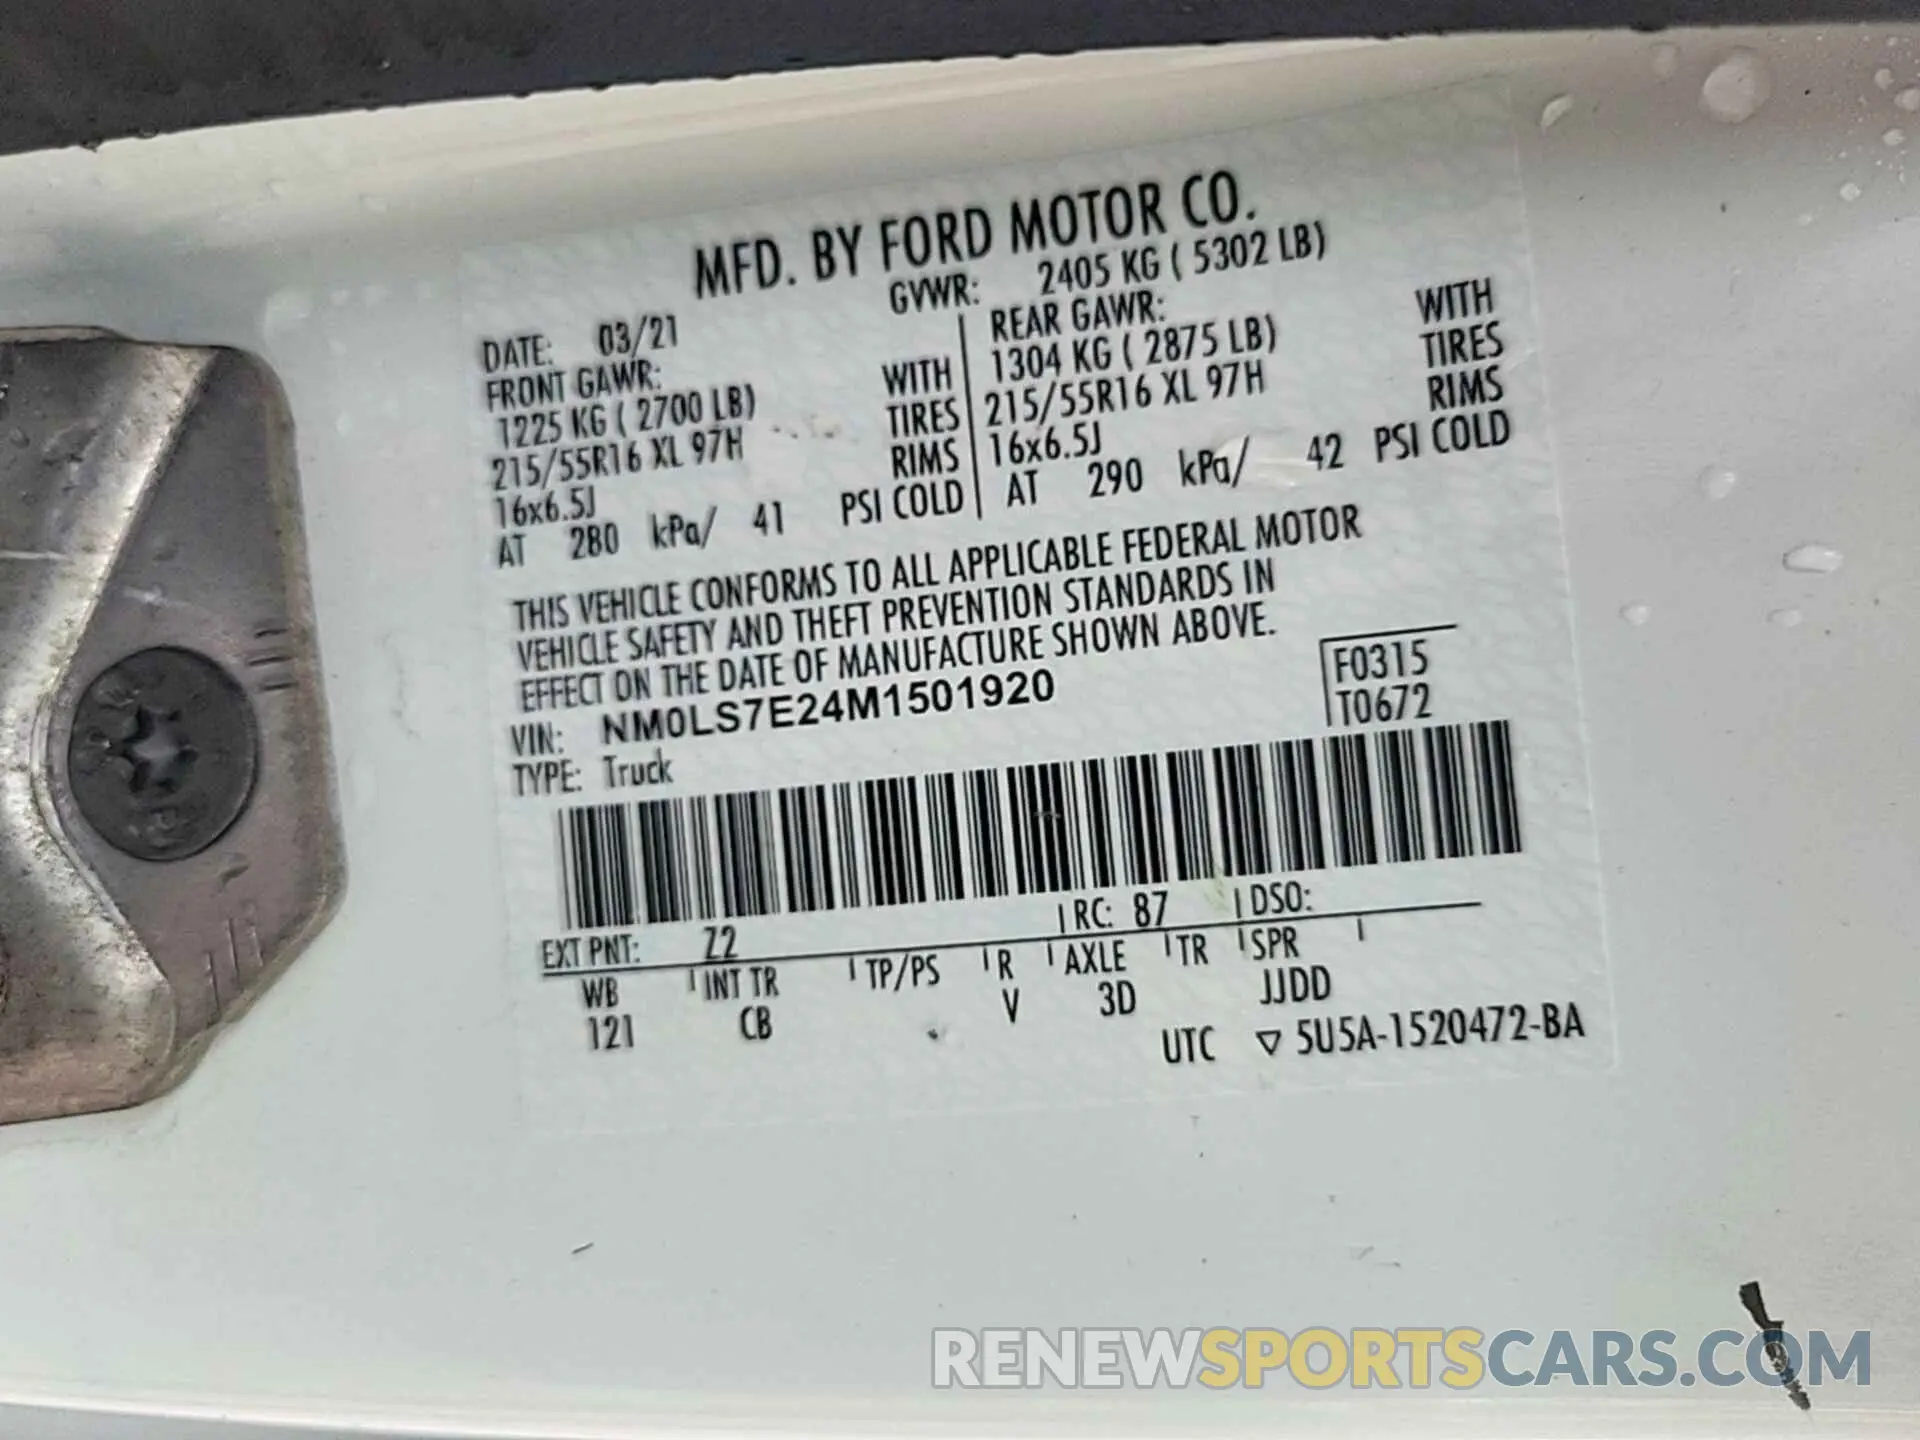 MFD. BY FORD MOTOR CO.
DATE: 03/21 GVWR: 2405 KG ( 5302 LB)
FRONT GAWR: REAR GAWR:
1225 KG ( 2700 LB) WITH 1304 KG ( 2875 LB) WITH
215/55R16 XL 97H TIRES 215/55R16 XL 97H TIRES
16x6.5J RIMS 16x6.5J RIMS
AT 280 kPa/ 41 PSI COLD AT 290 kPa/ 42 PSI COLD
THIS VEHICLE CONFORMS TO ALL APPLICABLE FEDERAL MOTOR
VEHICLE SAFETY AND THEFT PREVENTION STANDARDS IN
EFFECT ON THE DATE OF MANUFACTURE SHOWN ABOVE.
VIN: NM0LS7E24M1501920 F0315
TYPE: Truck T0672
EXT PNT: Z2 RC: 87 DSO:
WB INT TR TP/PS R AXLE TR SPR
121 CB V 3D JJDD
UTC ▽ 5U5A-1520472-BA
RENEWSPORTSCARS.COM